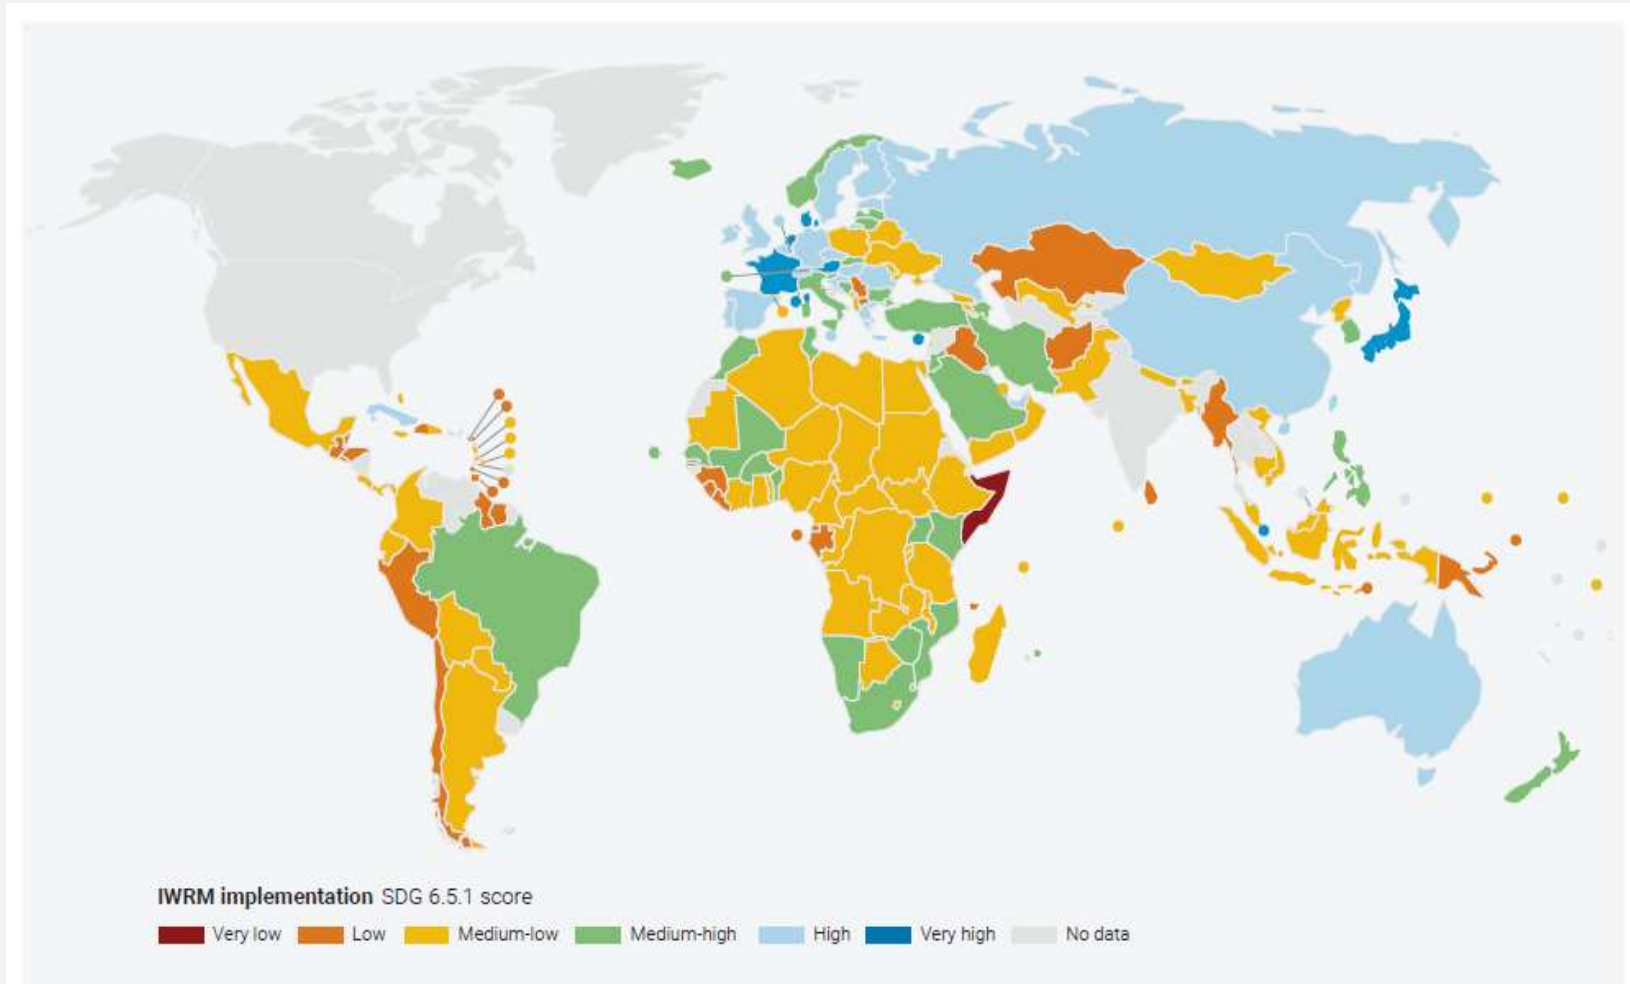 IWRM implementation SDG 6.5.1 score
Very low Low Medium-low Medium-high High Very high No data